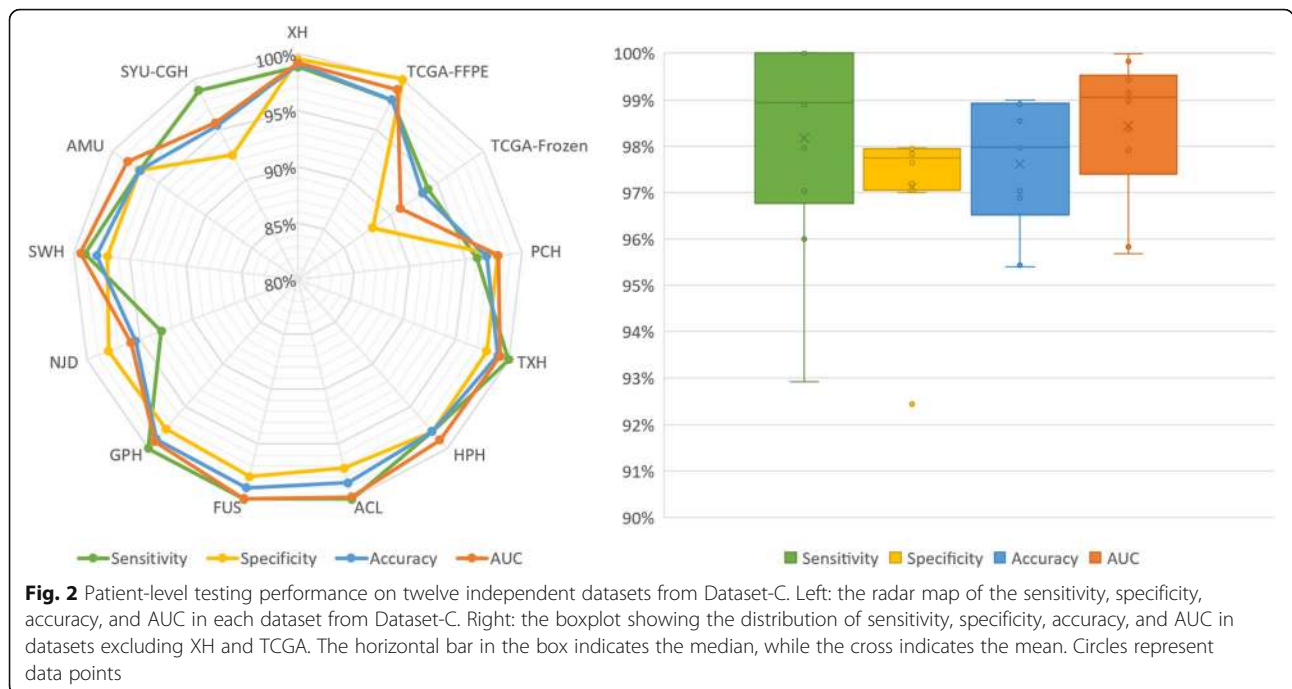 XH
100%
SYU-CGH
TCGA-FFPE
95%
AMU
TCGA-Frozen
90%
85%
SWH
PCH
80%
NJD
TXH
GPH
HPH
FUS
ACL
Sensitivity Specificity Accuracy AUC
100%
99%
98%
97%
96%
95%
94%
93%
92%
91%
90%
Sensitivity Specificity Accuracy AUC
Fig. 2 Patient-level testing performance on twelve independent datasets from Dataset-C. Left: the radar map of the sensitivity, specificity,
accuracy, and AUC in each dataset from Dataset-C. Right: the boxplot showing the distribution of sensitivity, specificity, accuracy, and AUC in
datasets excluding XH and TCGA. The horizontal bar in the box indicates the median, while the cross indicates the mean. Circles represent
data points